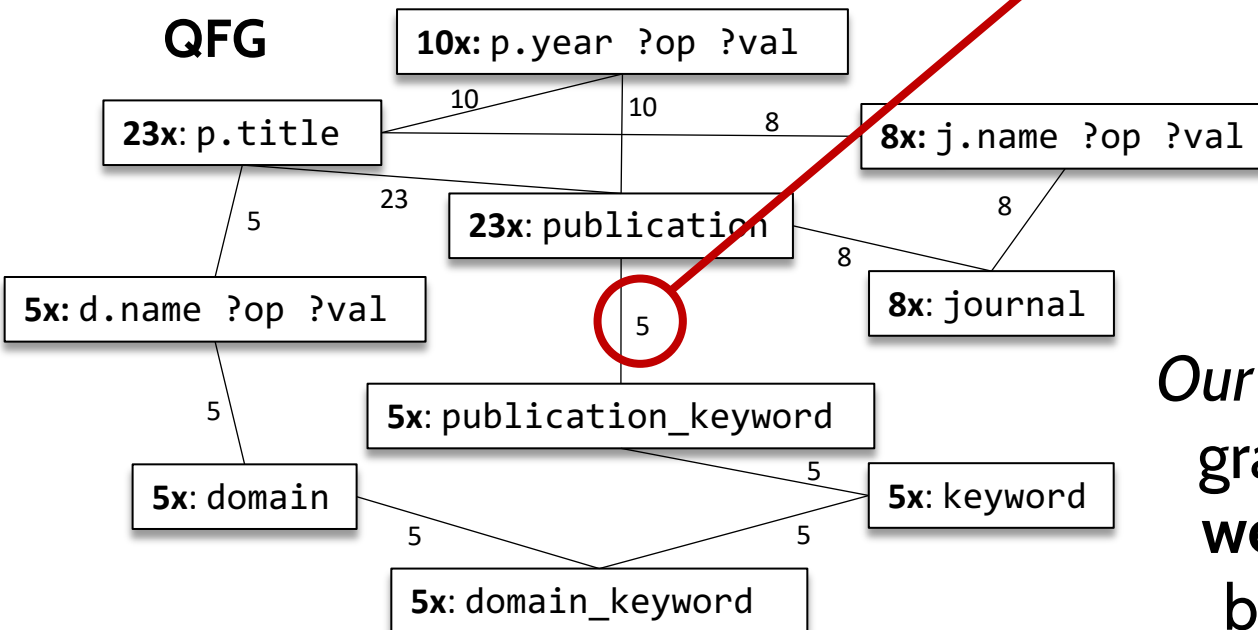 QFG
10x: p.year ?op ?val
10
10
8
23x: p.title
8x: j.name ?op ?val
23
5
8
23x: publication
8
5x: d.name ?op ?val
8x: journal
5
Our
5
5x: publication_keyword
gra
5
5x: domain
5x: keyword
we
5
5
5x: domain_keyword
b